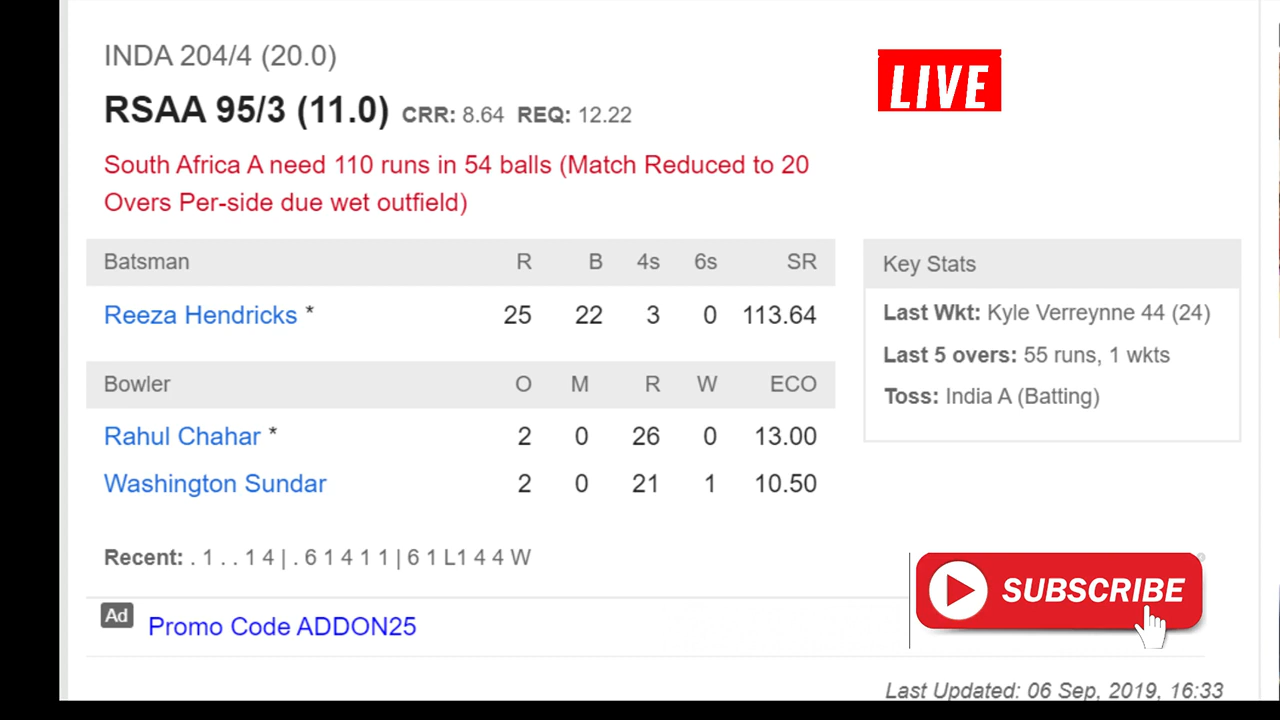 INDA 204/4 (20.0)
LIVE
RSAA 95/3 (11.0) CRR: 8.64 REQ: 12.22
South Africa A need 110 runs in 54 balls (Match Reduced to 20
Overs Per-side due wet outfield)
Batsman R B 4s 6s SR
Reeza Hendricks * 25 22 3 0 113.64
Bowler O M R W ECO
Rahul Chahar * 2 0 26 0 13.00
Washington Sundar 2 0 21 1 10.50
Key Stats
Last Wkt: Kyle Verreynne 44 (24)
Last 5 overs: 55 runs, 1 wkts
Toss: India A (Batting)
Recent: . 1 . . 1 4 | . 6 1 4 1 1 | 6 1 L1 4 4 W
Ad Promo Code ADDON25
SUBSCRIBE
Last Updated: 06 Sep, 2019, 16:33